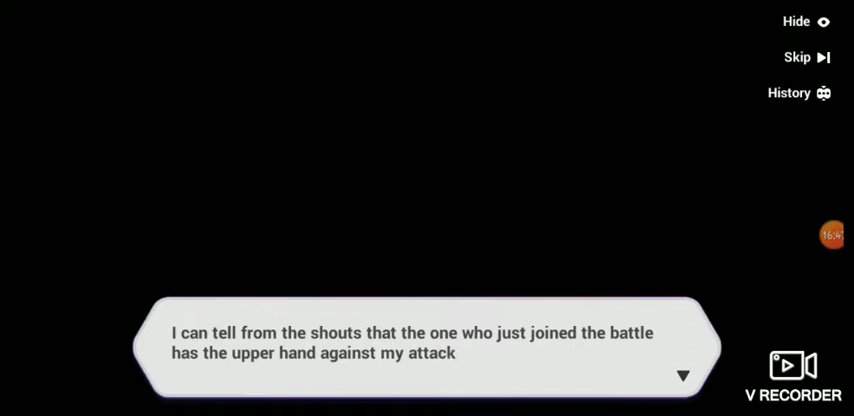 Hide
Skip
History
I can tell from the shouts that the one who just joined the battle
has the upper hand against my attack
V RECORDER